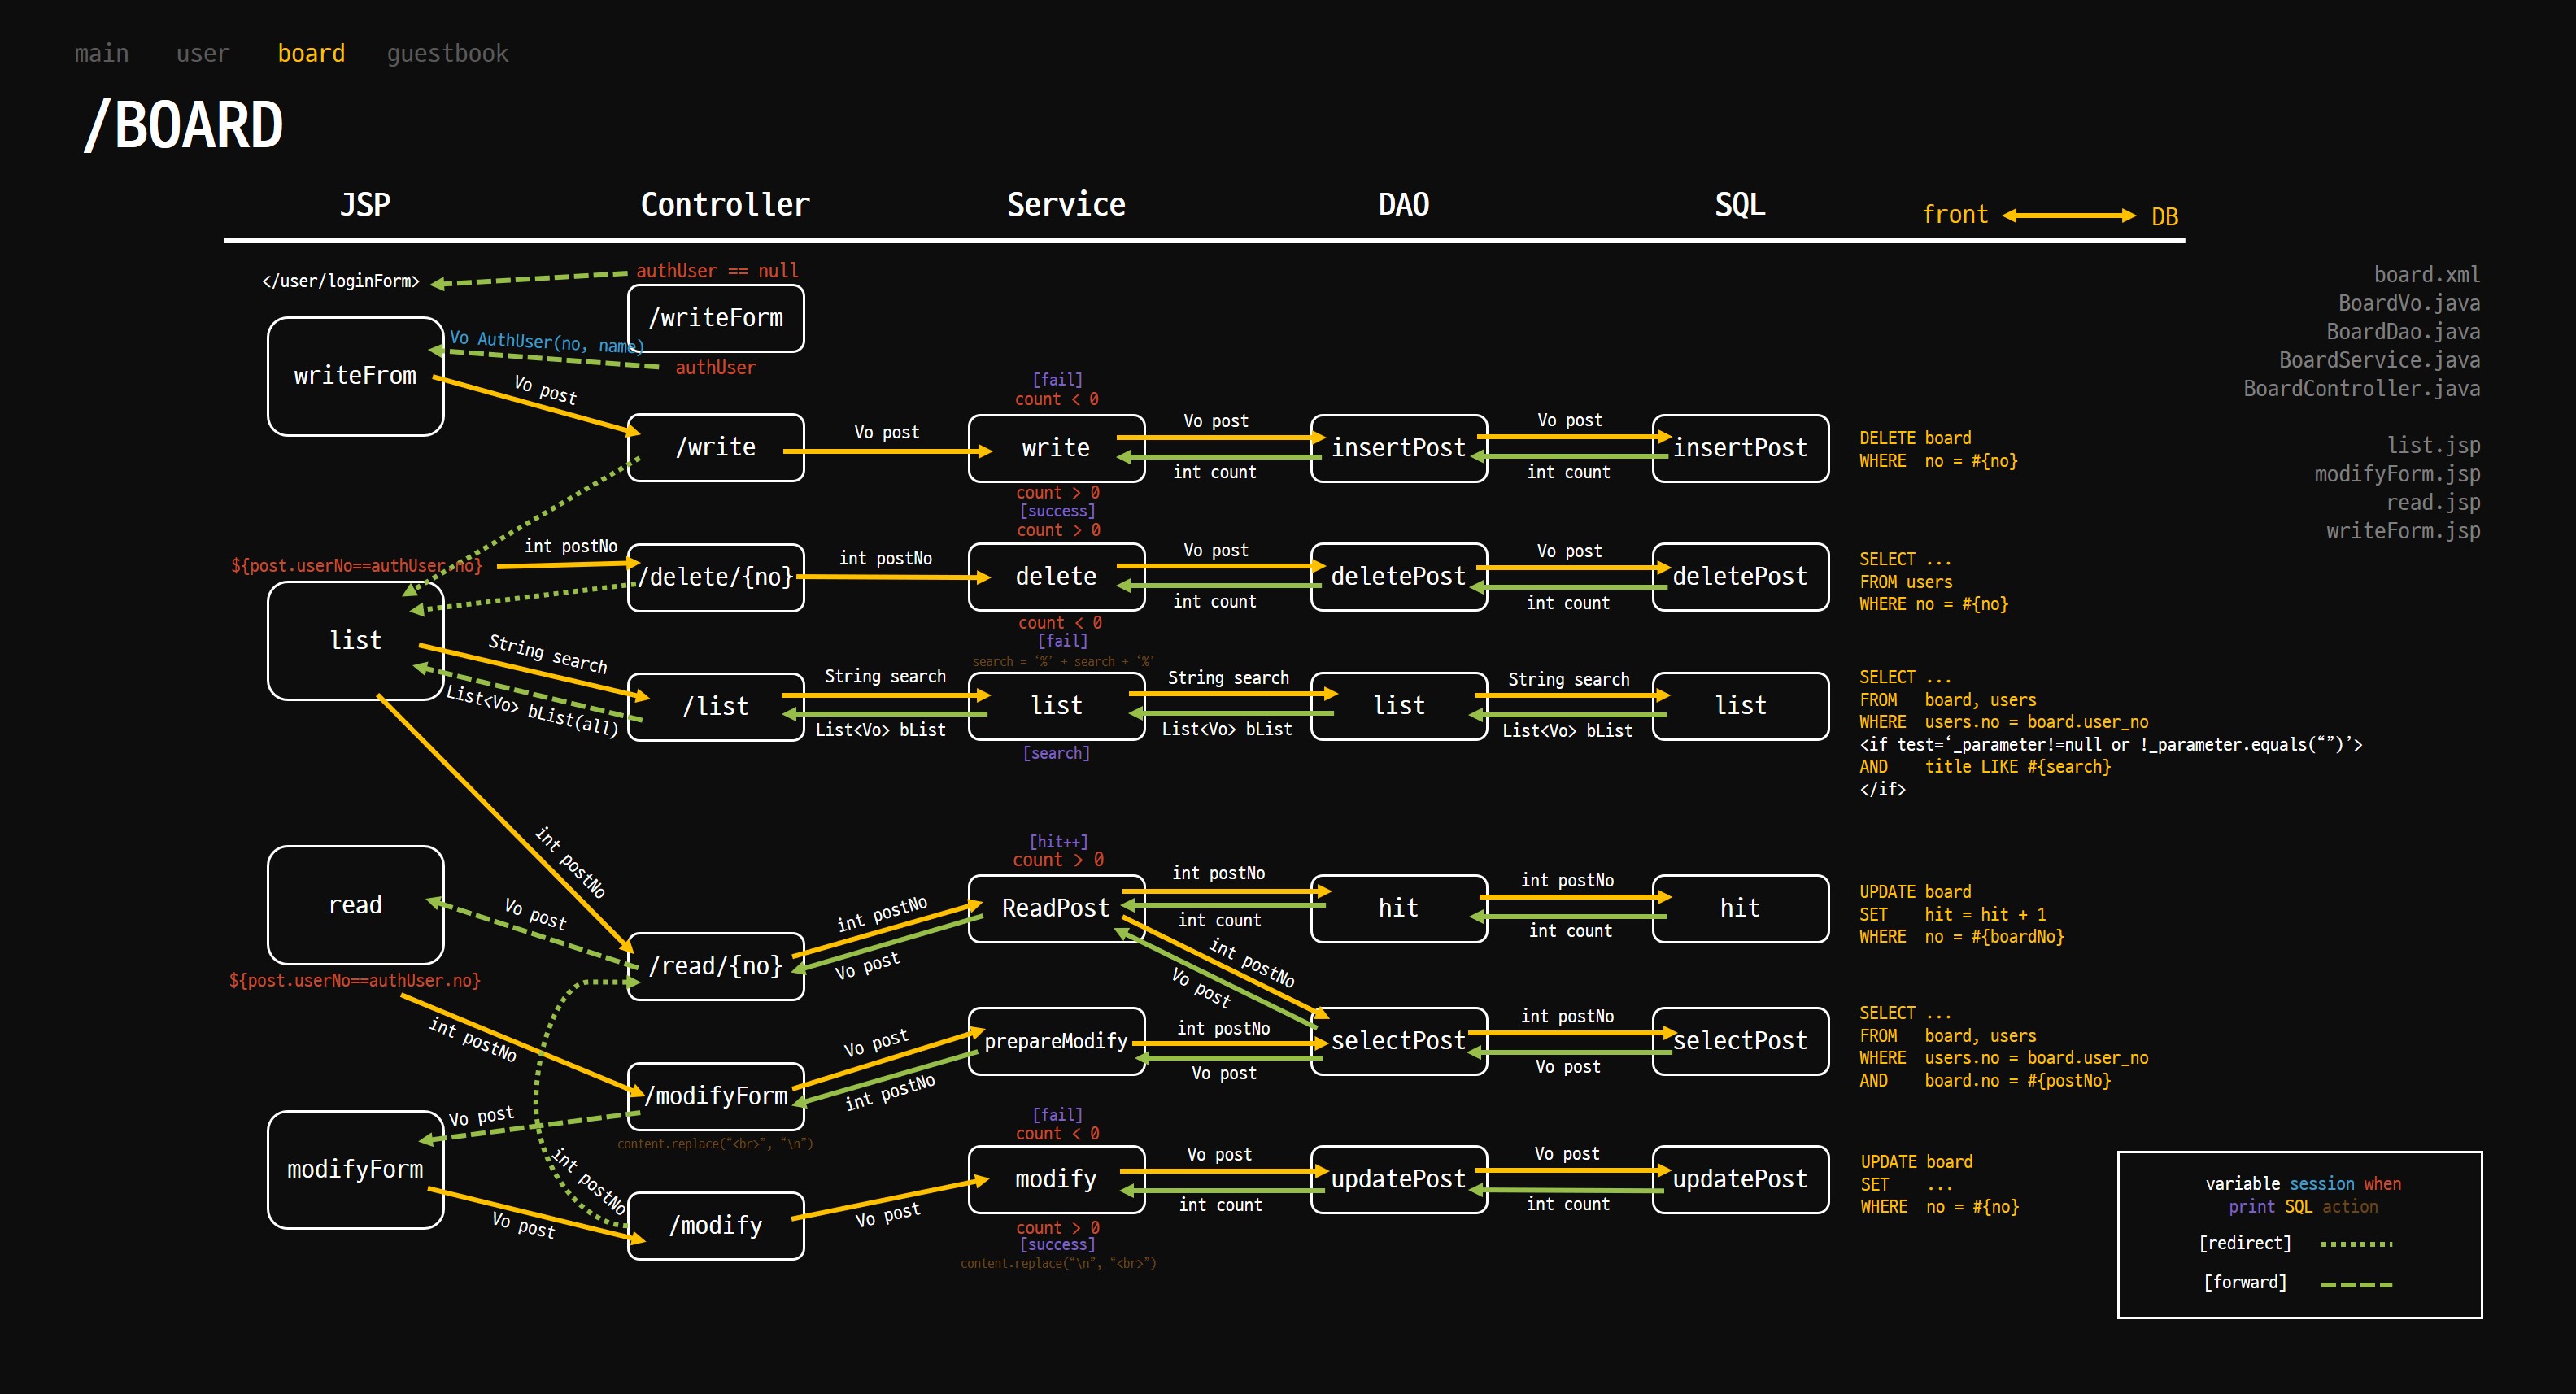 main user board guestbook
/BOARD
JSP Controller Service DAO SQL front DB
</user/loginForm>
authUser == null
/writeForm
Vo AuthUser(no, name)
authUser
writeFrom
Vo post
[fail]
count < 0
/write
Vo post
write
Vo post
int count
insertPost
Vo post
int count
insertPost
DELETE board
WHERE no = #{no}
count > 0
[success]
count > 0
${post.userNo==authUser.no}
int postNo
/delete/{no}
int postNo
delete
Vo post
int count
deletePost
Vo post
int count
deletePost
SELECT ...
FROM users
WHERE no = #{no}
count < 0
[fail]
search = ‘%’ + search + ‘%’
list
String search
List<Vo> bList(all)
/list
String search
List<Vo> bList
list
[search]
String search
List<Vo> bList
list
String search
List<Vo> bList
list
SELECT ...
FROM board, users
WHERE users.no = board.user_no
<if test=‘_parameter!=null or !_parameter.equals(“”)’>
AND title LIKE #{search}
</if>
int postNo
[hit++]
count > 0
read
Vo post
/read/{no}
int postNo
Vo post
ReadPost
int postNo
int count
hit
int postNo
int count
hit
UPDATE board
SET hit = hit + 1
WHERE no = #{boardNo}
int postNo
Vo post
${post.userNo==authUser.no}
int postNo
/modifyForm
content.replace(“<br>”, “\n”)
Vo post
int postNo
prepareModify
int postNo
Vo post
selectPost
int postNo
Vo post
selectPost
SELECT ...
FROM board, users
WHERE users.no = board.user_no
AND board.no = #{postNo}
Vo post
modifyForm
int postNo
Vo post
/modify
Vo post
[fail]
count < 0
modify
count > 0
[success]
content.replace(“\n”, “<br>”)
Vo post
int count
updatePost
Vo post
int count
updatePost
UPDATE board
SET ...
WHERE no = #{no}
board.xml
BoardVo.java
BoardDao.java
BoardService.java
BoardController.java
list.jsp
modifyForm.jsp
read.jsp
writeForm.jsp
variable session when
print SQL action
[redirect]
[forward]